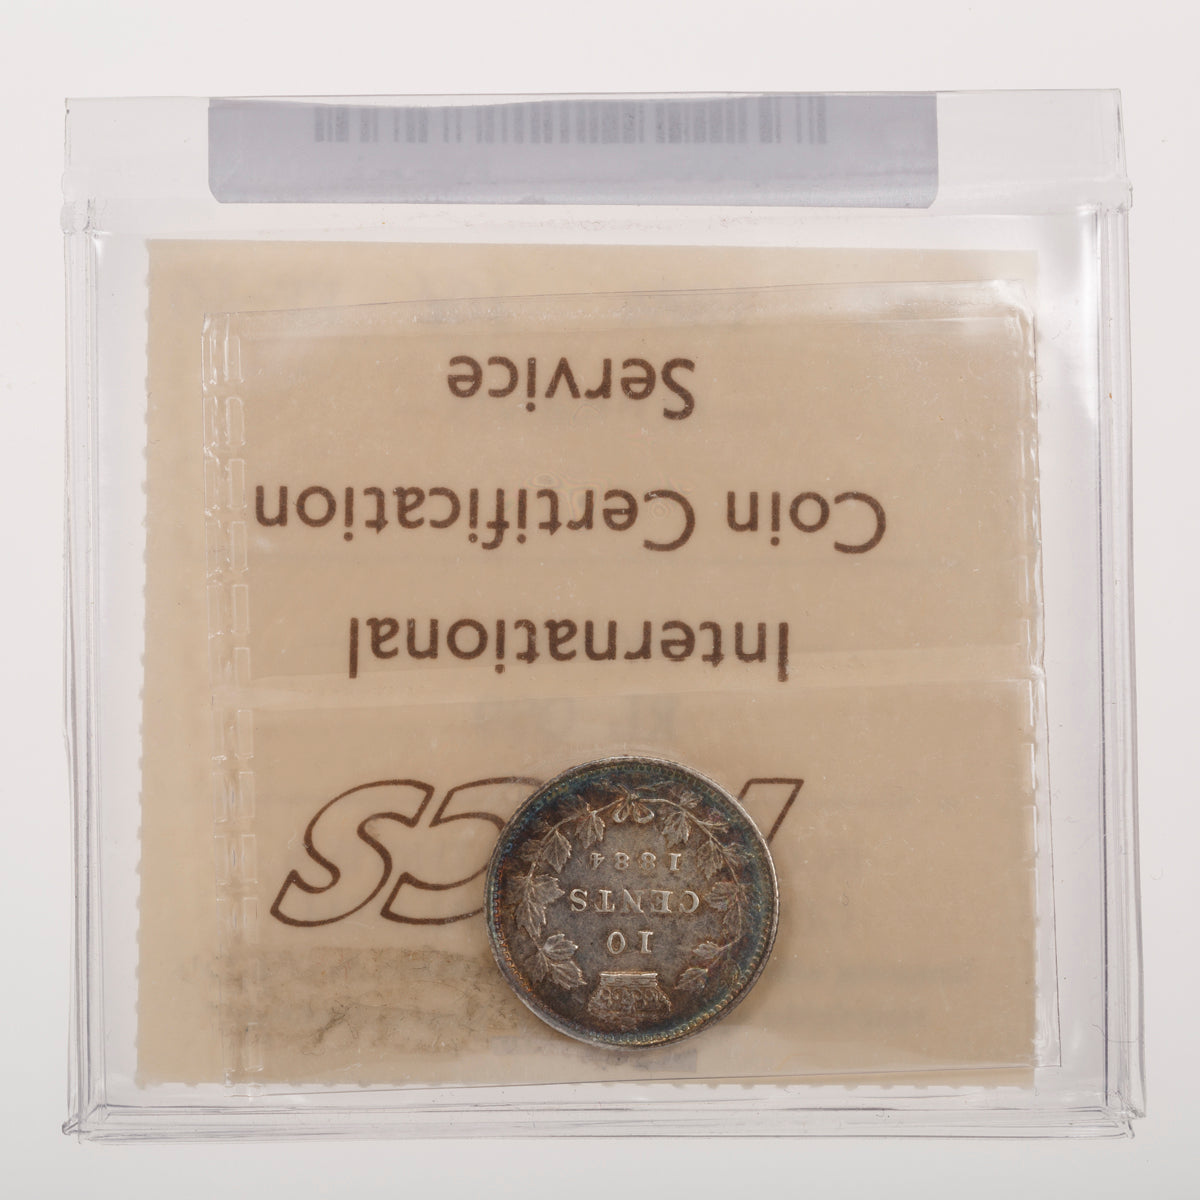 ICCS
International
Coin Certification
Service
10
CENTS
1884